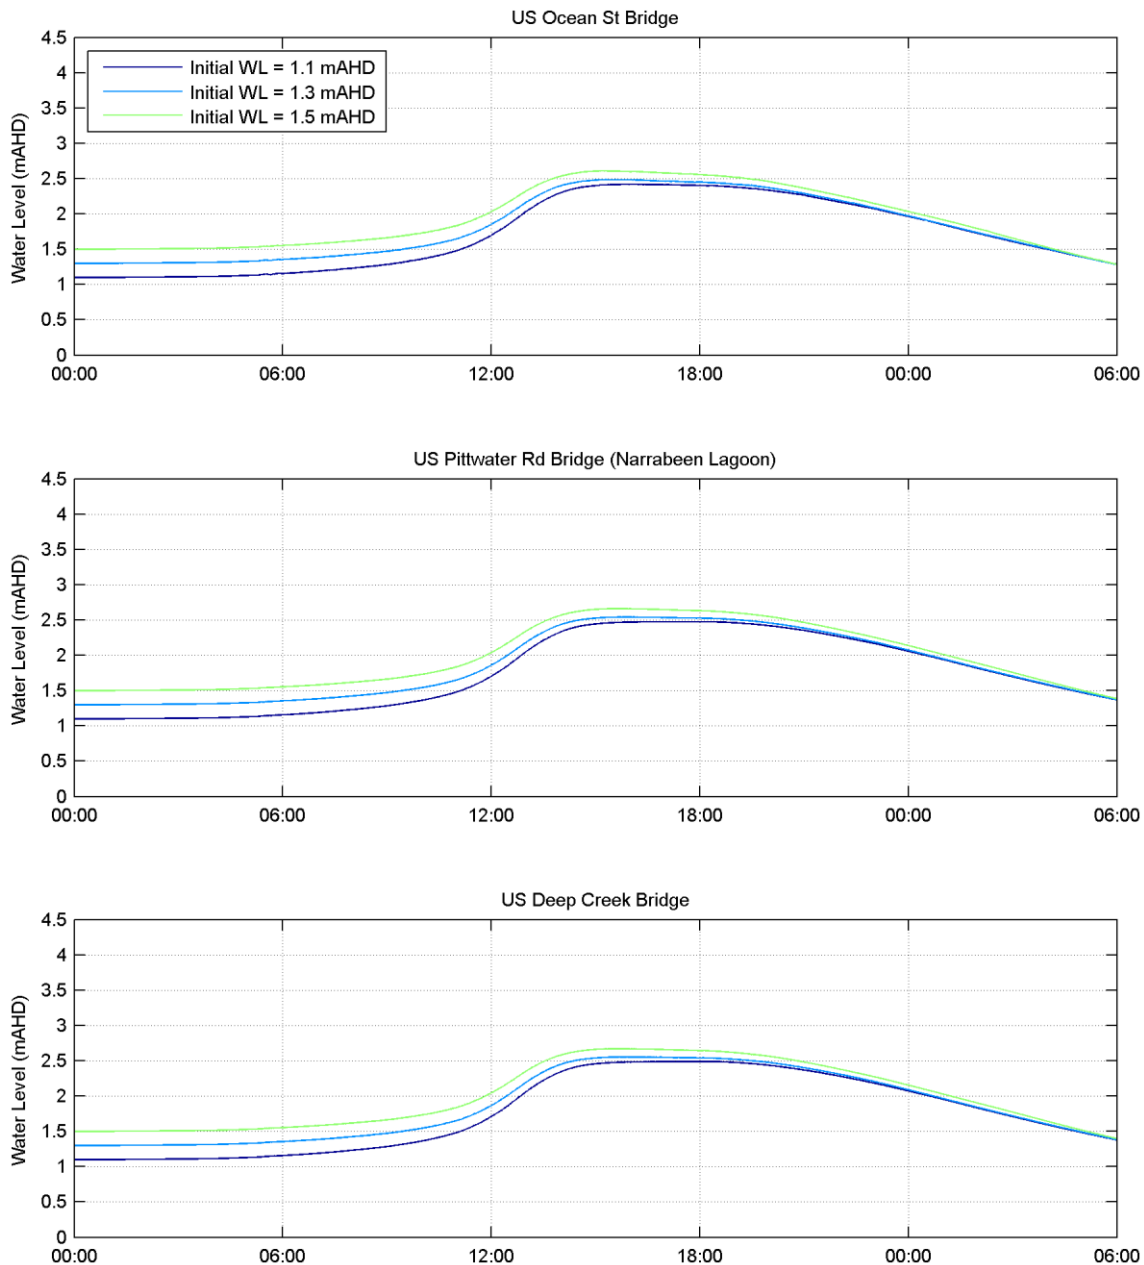 US Ocean St Bridge
4.5
4
3.5
3
2.5
2
1.5
1
0.5
0
Water Level (mAHD)
Initial WL = 1.1 mAHD
Initial WL = 1.3 mAHD
Initial WL = 1.5 mAHD
00:00 06:00 12:00 18:00 00:00 06:00
US Pittwater Rd Bridge (Narrabeen Lagoon)
4.5
4
3.5
3
2.5
2
1.5
1
0.5
0
Water Level (mAHD)
00:00 06:00 12:00 18:00 00:00 06:00
US Deep Creek Bridge
4.5
4
3.5
3
2.5
2
1.5
1
0.5
0
Water Level (mAHD)
00:00 06:00 12:00 18:00 00:00 06:00